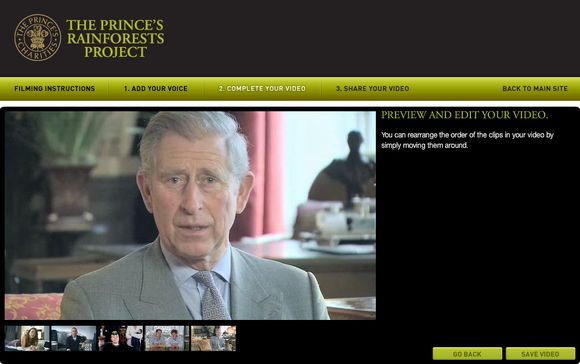 THE PRINCE'S CHARITIES
THE PRINCE'S
RAINFORESTS
PROJECT
FILMING INSTRUCTIONS
1. ADD YOUR VOICE
2. COMPLETE YOUR VIDEO
3. SHARE YOUR VIDEO
BACK TO MAIN SITE
PREVIEW AND EDIT YOUR VIDEO.
You can rearrange the order of the clips in your video by
simply moving them around.
GO BACK
SAVE VIDEO